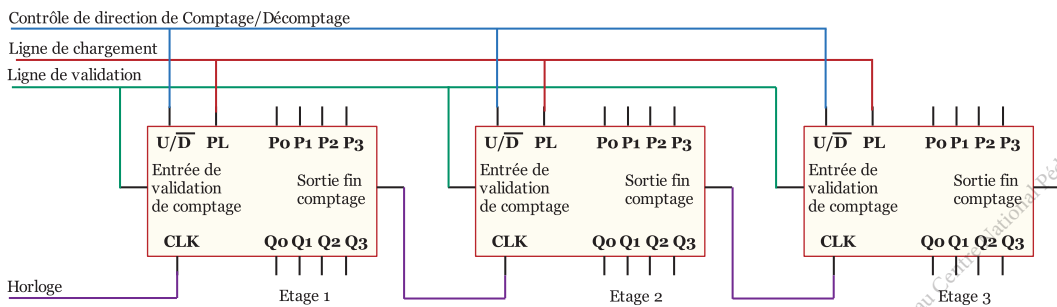 Contrôle de direction de Comptage/Décomptage
Ligne de chargement
Ligne de validation
U/D PL P0 P1 P2 P3
Entrée de validation de comptage
Sortie fin comptage
CLK Q0 Q1 Q2 Q3
Etage 1
U/D PL P0 P1 P2 P3
Entrée de validation de comptage
Sortie fin comptage
CLK Q0 Q1 Q2 Q3
Etage 2
U/D PL P0 P1 P2 P3
Entrée de validation de comptage
Sortie fin comptage
CLK Q0 Q1 Q2 Q3
Etage 3
Horloge
au Centre National